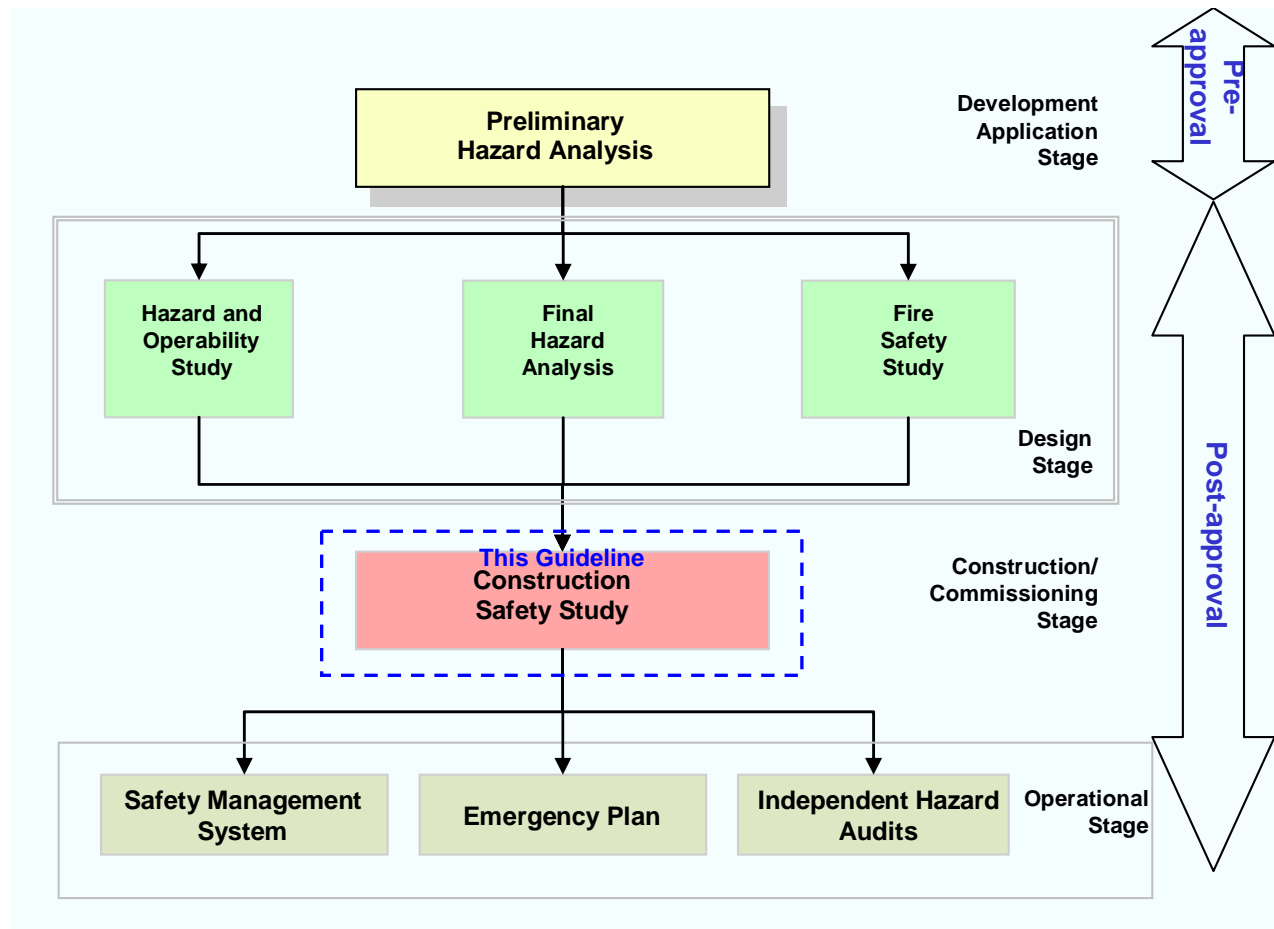 Pre-
approval
Preliminary
Hazard Analysis
Development
Application
Stage
Hazard and
Operability
Study
Final
Hazard
Analysis
Fire
Safety
Study
Design
Stage
Post-approval
This Guideline
Construction
Safety Study
Construction/
Commissioning
Stage
Safety Management
System
Emergency Plan
Independent Hazard
Audits
Operational
Stage